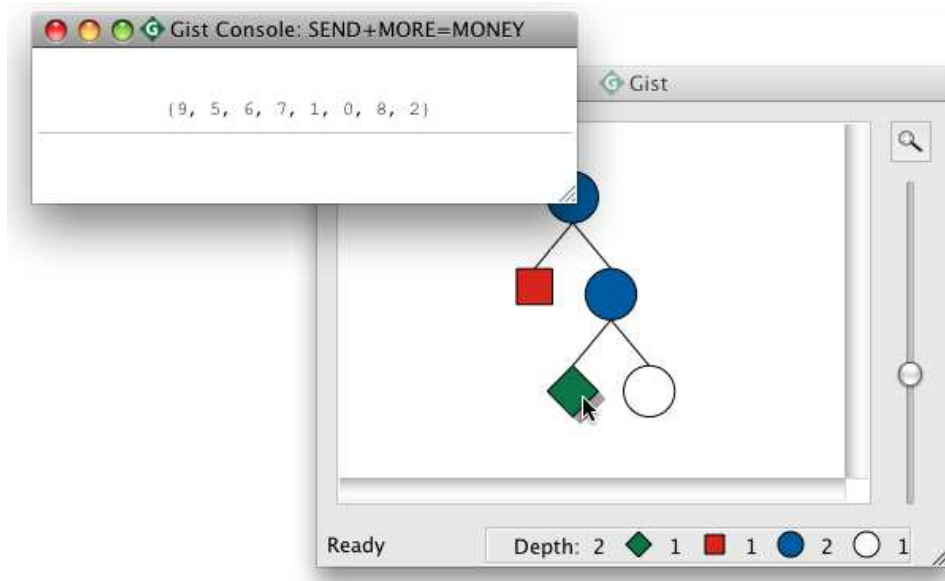 Gist Console: SEND+MORE=MONEY
{9, 5, 6, 7, 1, 0, 8, 2}
Gist
Ready
Depth: 2 1 1 2 1